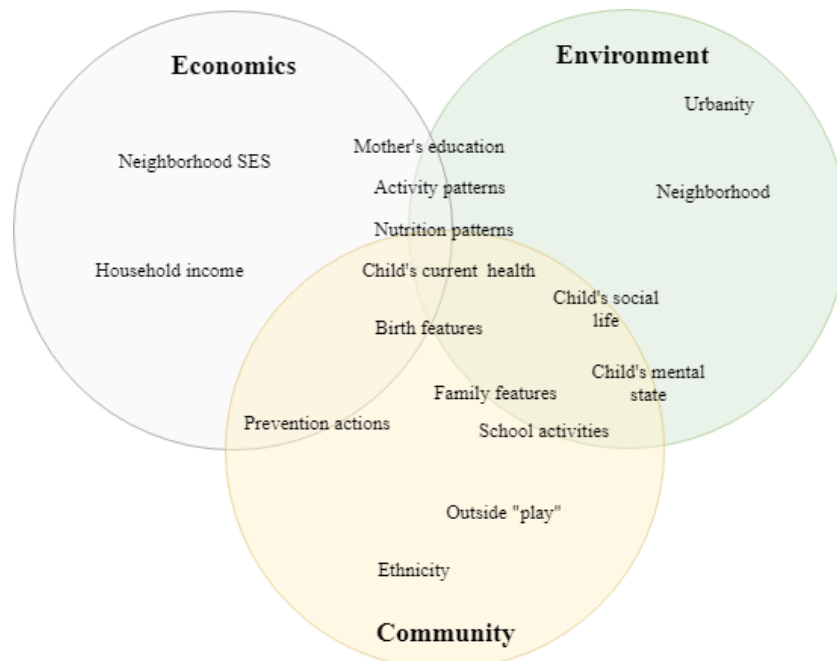 Economics
Environment
Urbanity
Mother's education
Neighborhood SES
Activity patterns
Neighborhood
Nutrition patterns
Household income
Child's current health
Child's social
life
Birth features
Child's mental
state
Family features
Prevention actions
School activities
Outside "play"
Ethnicity
Community